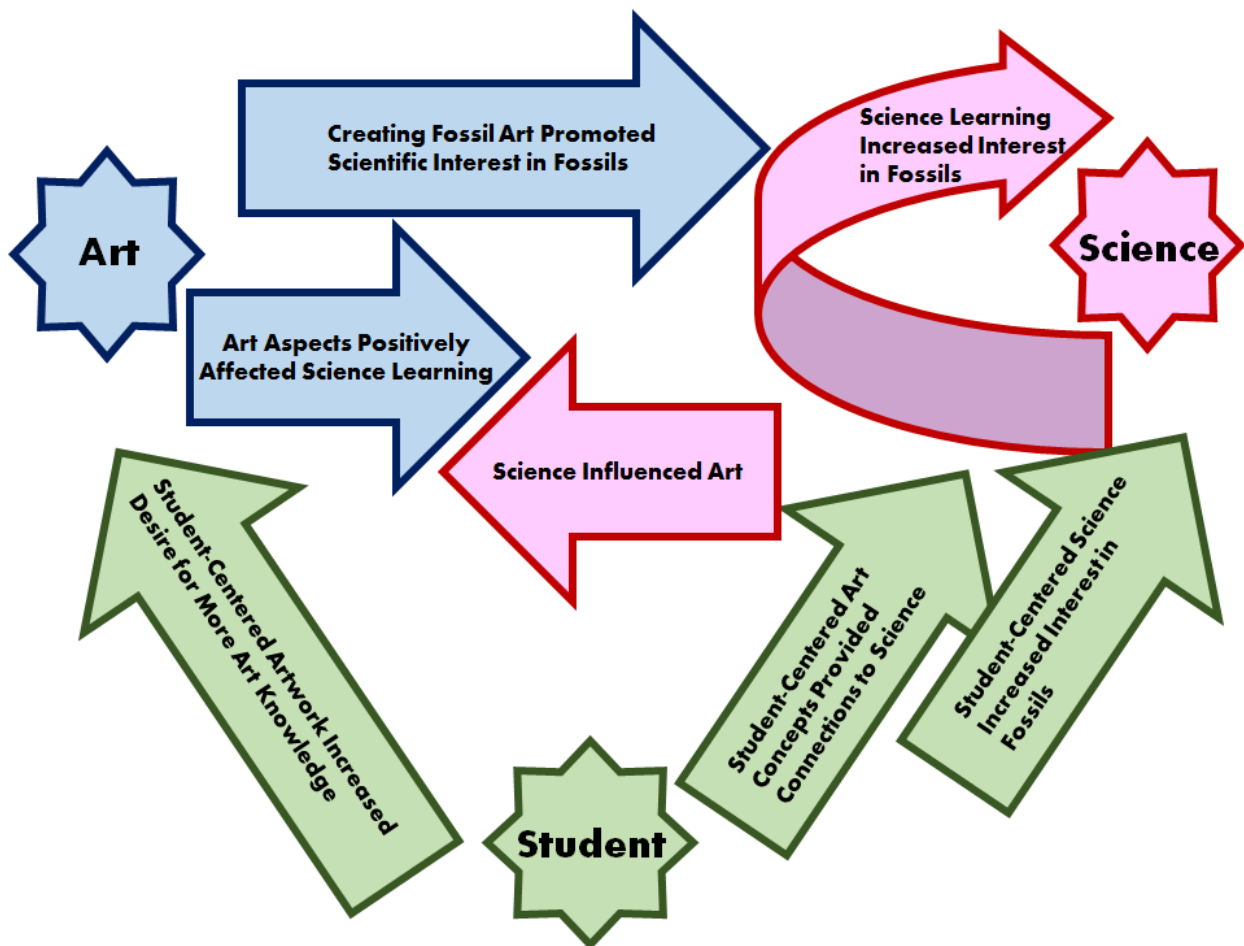 Creating Fossil Art Promoted
Scientific Interest in Fossils
Science Learning
Increased Interest
in Fossils
Art
Science
Art Aspects Positively
Affected Science Learning
Science Influenced Art
Student-Centered Artwork Increased
Desire for More Art Knowledge
Student-Centered Art
Concepts Provided
Connections to Science
Student-Centered Science
Increased Interest in
Fossils
Student